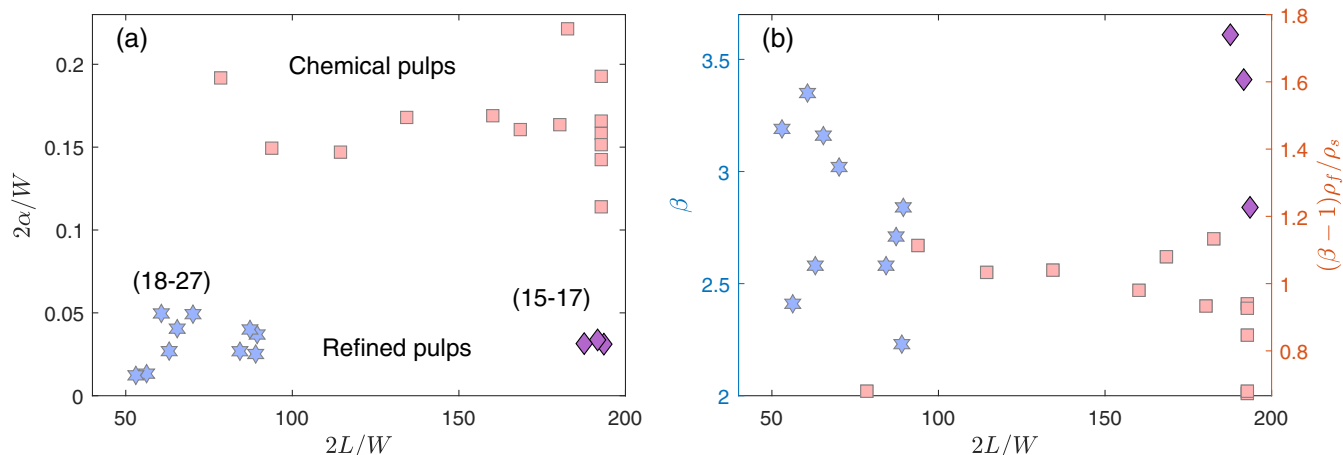 (a)
Chemical pulps
(18-27)
(15-17)
Refined pulps
0.2
0.15
0.1
0.05
0
50
100
150
200
2α/W
2L/W
(b)
3.5
3
2.5
2
β
1.8
1.6
1.4
1.2
1
0.8
(β − 1)ρf/ρs
50
100
150
200
2L/W